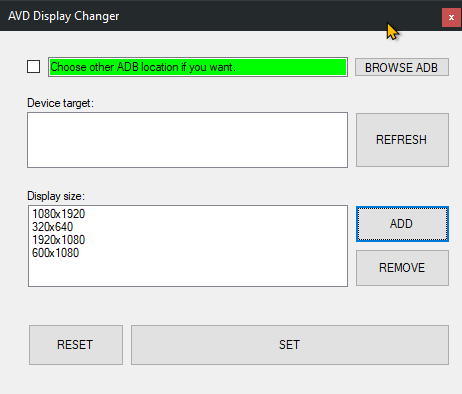 AVD Display Changer
x
Choose other ADB location if you want.
BROWSE ADB
Device target:
REFRESH
Display size:
1080x1920
320x640
1920x1080
600x1080
ADD
REMOVE
RESET
SET